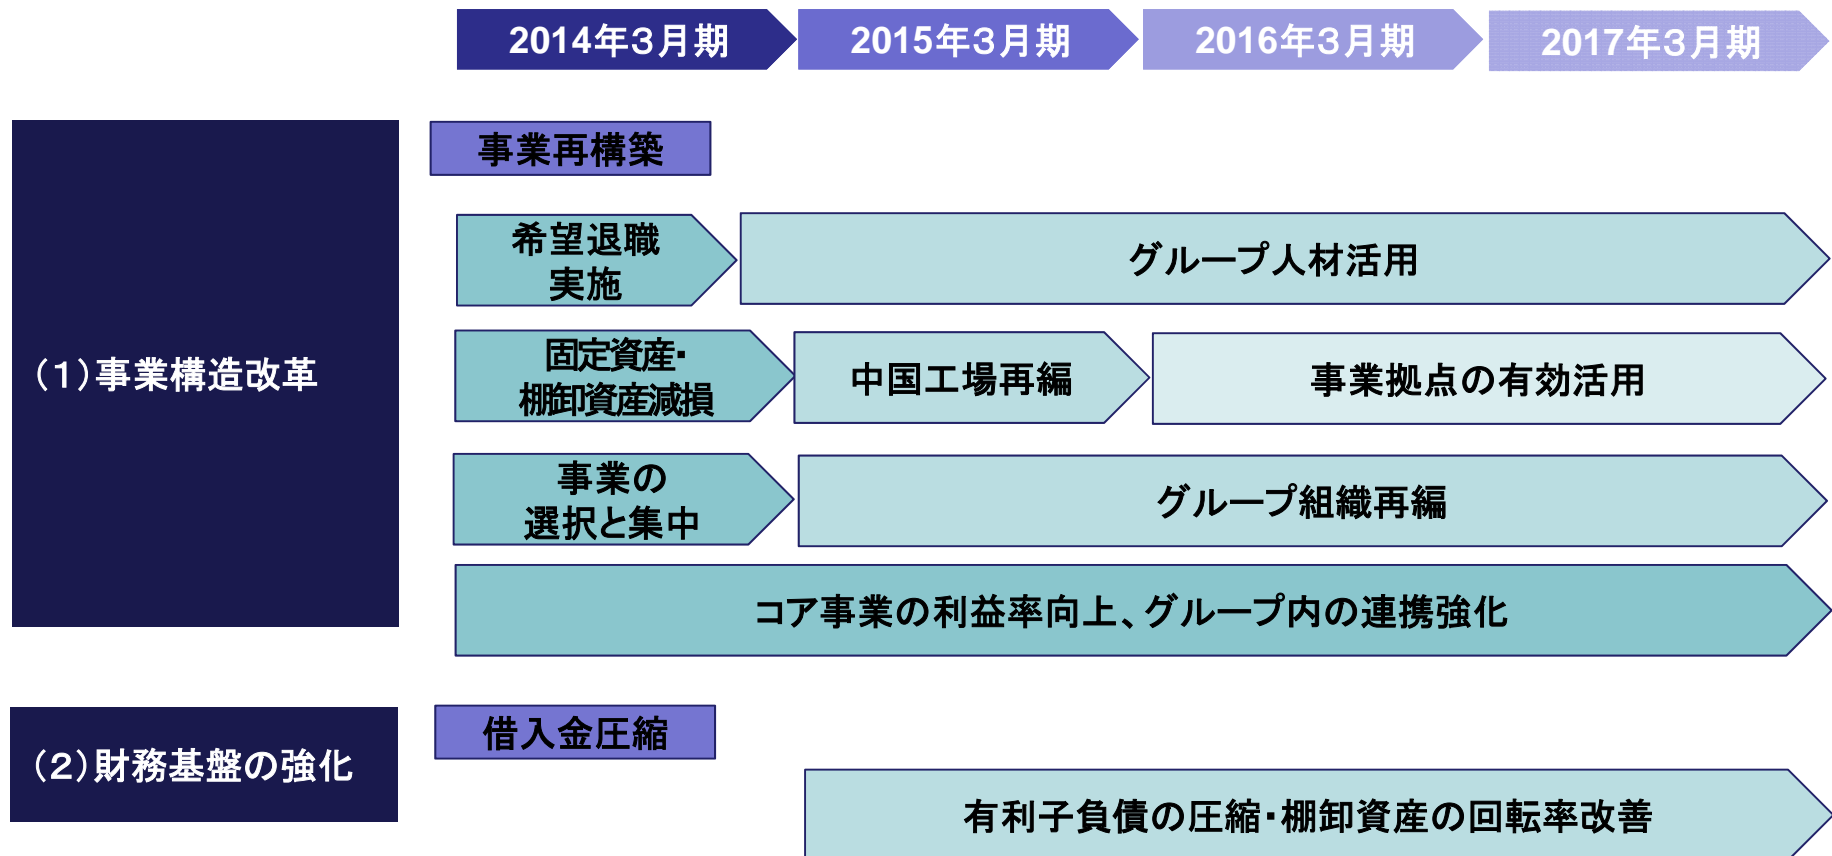 2014年3月期
2015年3月期
2016年3月期
2017年3月期
(1)事業構造改革
事業再構築
希望退職
実施
グループ人材活用
固定資産・
棚卸資産減損
中国工場再編
事業拠点の有効活用
事業の
選択と集中
グループ組織再編
コア事業の利益率向上、グループ内の連携強化
(2)財務基盤の強化
借入金圧縮
有利子負債の圧縮・棚卸資産の回転率改善